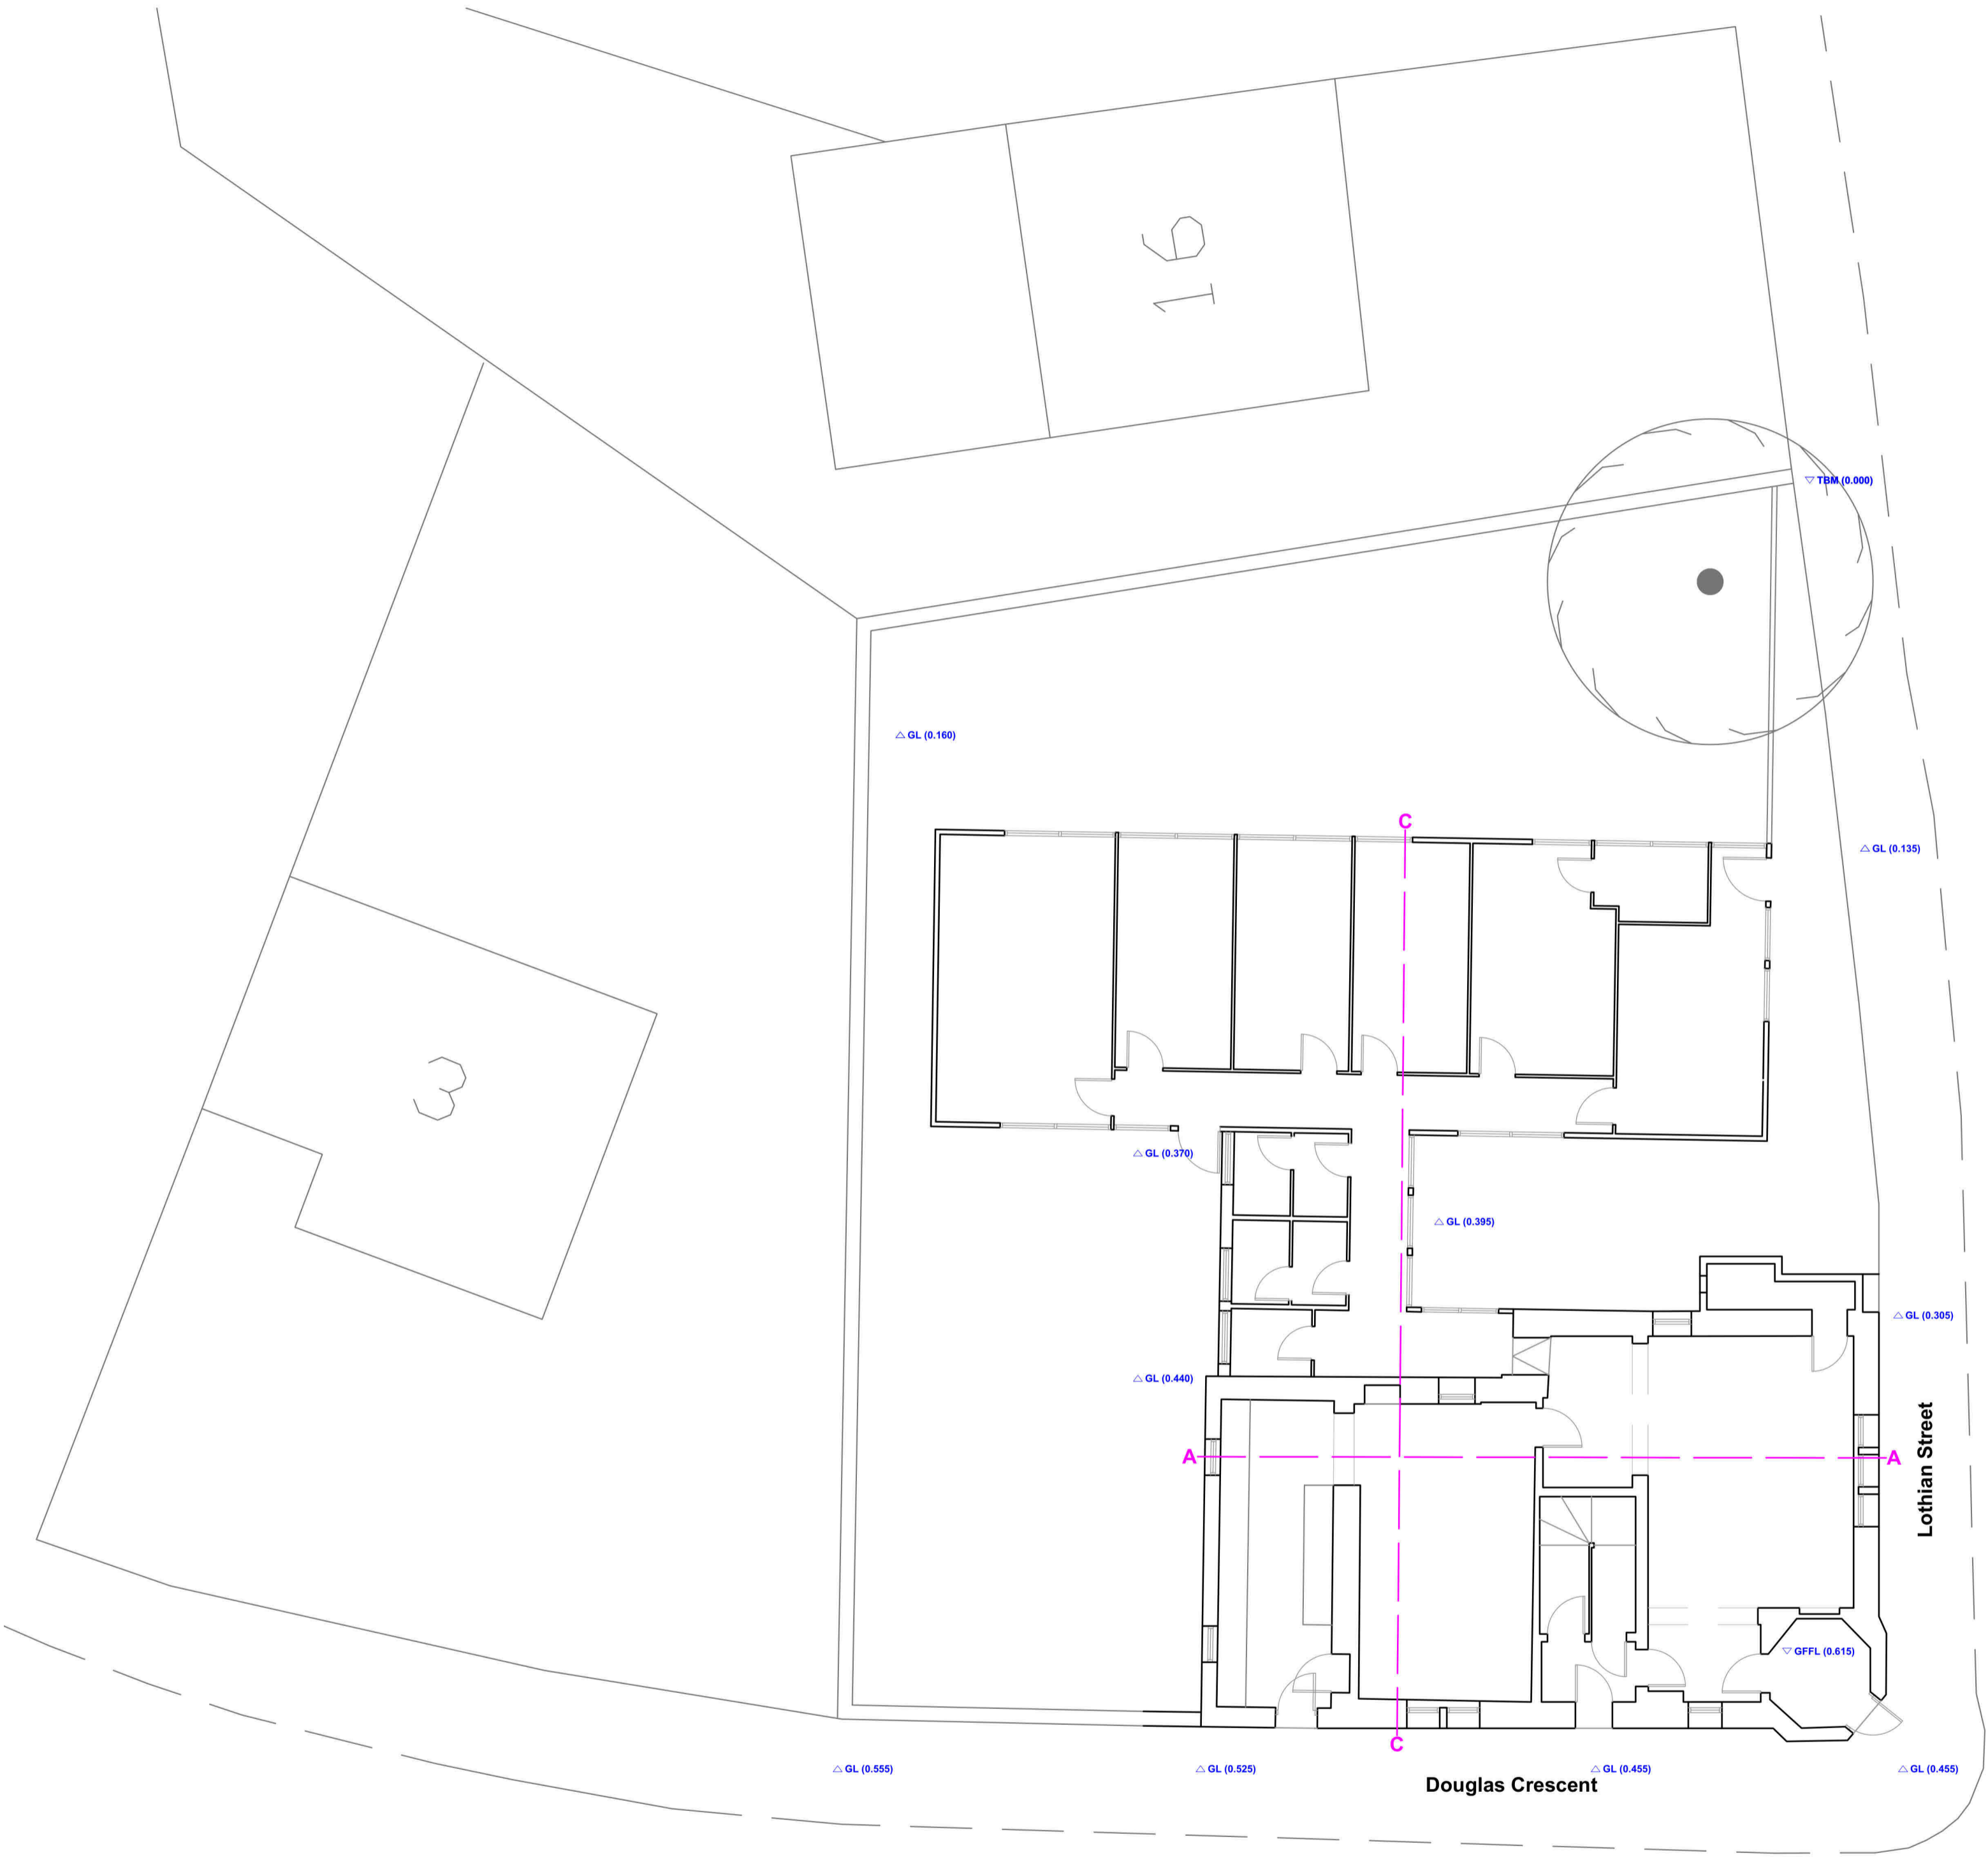 16
TBM (0.000)
GL (0.160)
C
GL (0.135)
3
GL (0.370)
GL (0.395)
GL (0.305)
GL (0.440)
A
A
Lothian Street
GFFL (0.615)
C
GL (0.555)
GL (0.525)
GL (0.455)
GL (0.455)
Douglas Crescent